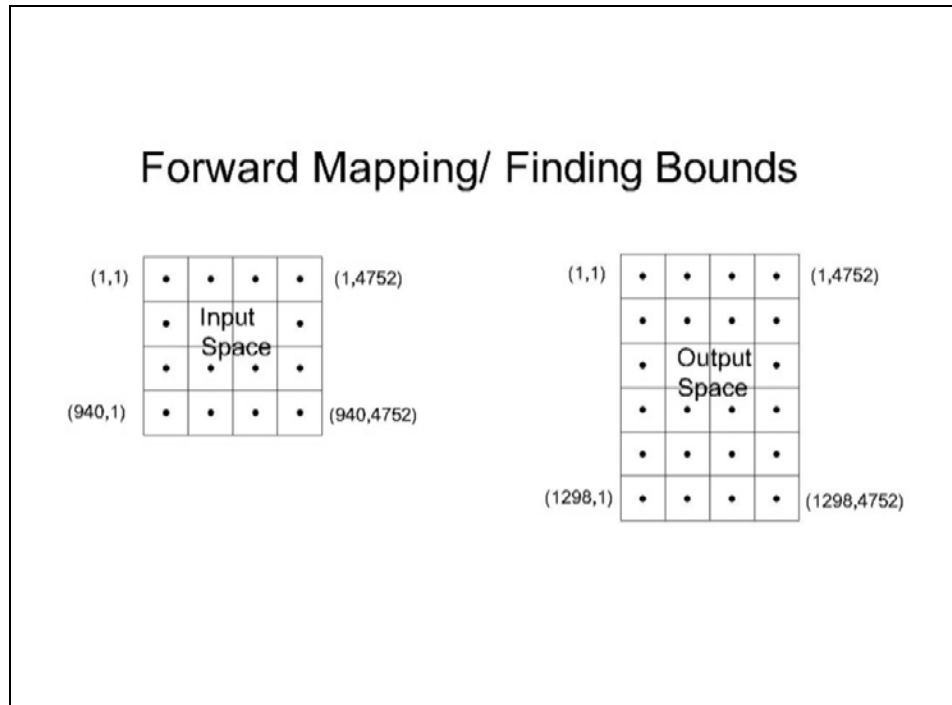 Forward Mapping/ Finding Bounds
(1,1)
(1,4752)
Input
Space
(940,1)
(940,4752)
(1,1)
(1,4752)
Output
Space
(1298,1)
(1298,4752)